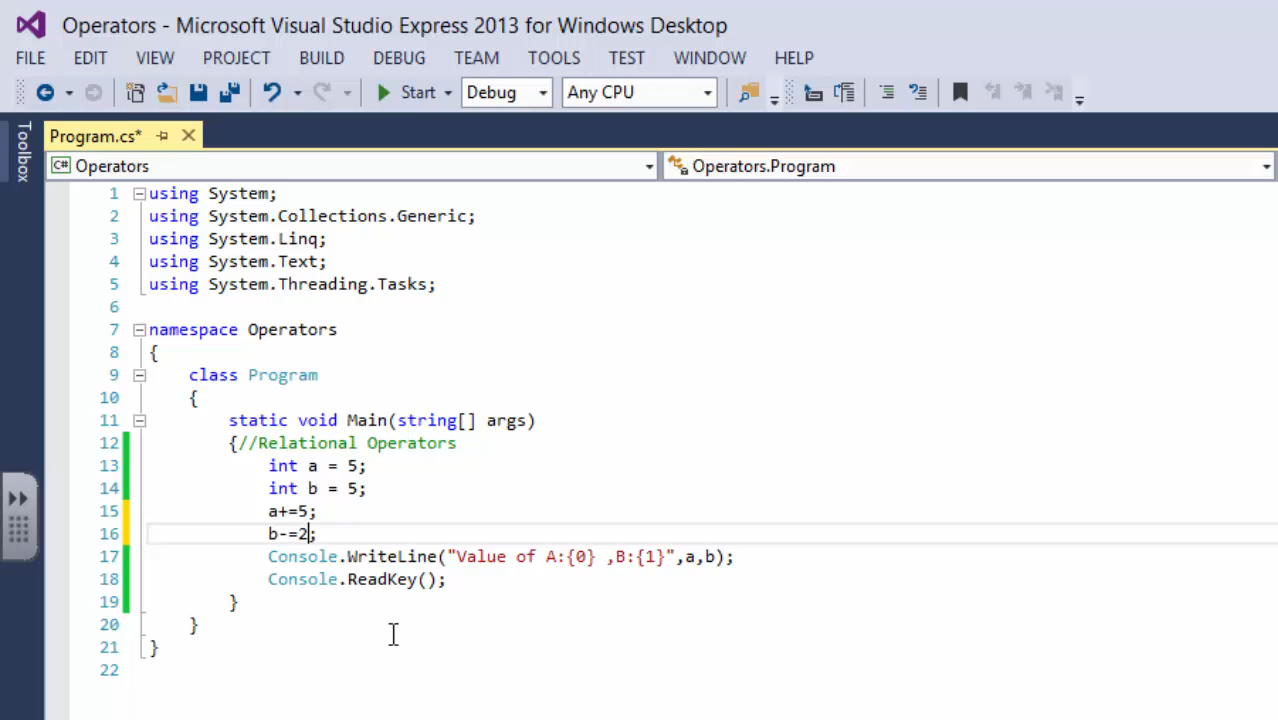 Operators - Microsoft Visual Studio Express 2013 for Windows Desktop
FILE EDIT VIEW PROJECT BUILD DEBUG TEAM TOOLS TEST WINDOW HELP
Start Debug Any CPU
Program.cs*
Toolbox
C# Operators Operators.Program
1 using System;
2 using System.Collections.Generic;
3 using System.Linq;
4 using System.Text;
5 using System.Threading.Tasks;
6
7 namespace Operators
8 {
9 class Program
10 {
11 static void Main(string[] args)
12 {//Relational Operators
13 int a = 5;
14 int b = 5;
15 a+=5;
16 b-=2;
17 Console.WriteLine("Value of A:{0} ,B:{1}",a,b);
18 Console.ReadKey();
19 }
20 }
21 }
22